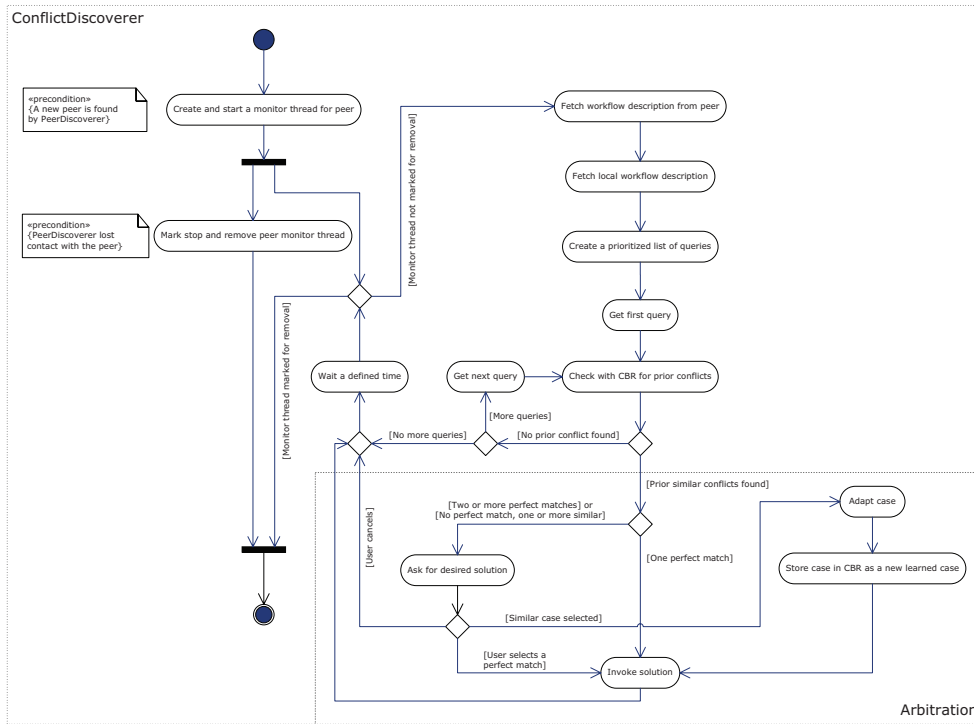 ConflictDiscoverer
«precondition»
{A new peer is found
by PeerDiscoverer}
Create and start a monitor thread for peer
Fetch workflow description from peer
[Monitor thread not marked for removal]
Fetch local workflow description
«precondition»
{PeerDiscoverer lost
contact with the peer}
Mark stop and remove peer monitor thread
Create a prioritized list of queries
Get first query
[Monitor thread marked for removal]
Wait a defined time
Get next query
Check with CBR for prior conflicts
[More queries]
[No more queries]
[No prior conflict found]
[Prior similar conflicts found]
[Two or more perfect matches] or
[No perfect match, one or more similar]
Adapt case
[User cancels]
[One perfect match]
Ask for desired solution
Store case in CBR as a new learned case
[Similar case selected]
[User selects a
perfect match]
Invoke solution
Arbitration